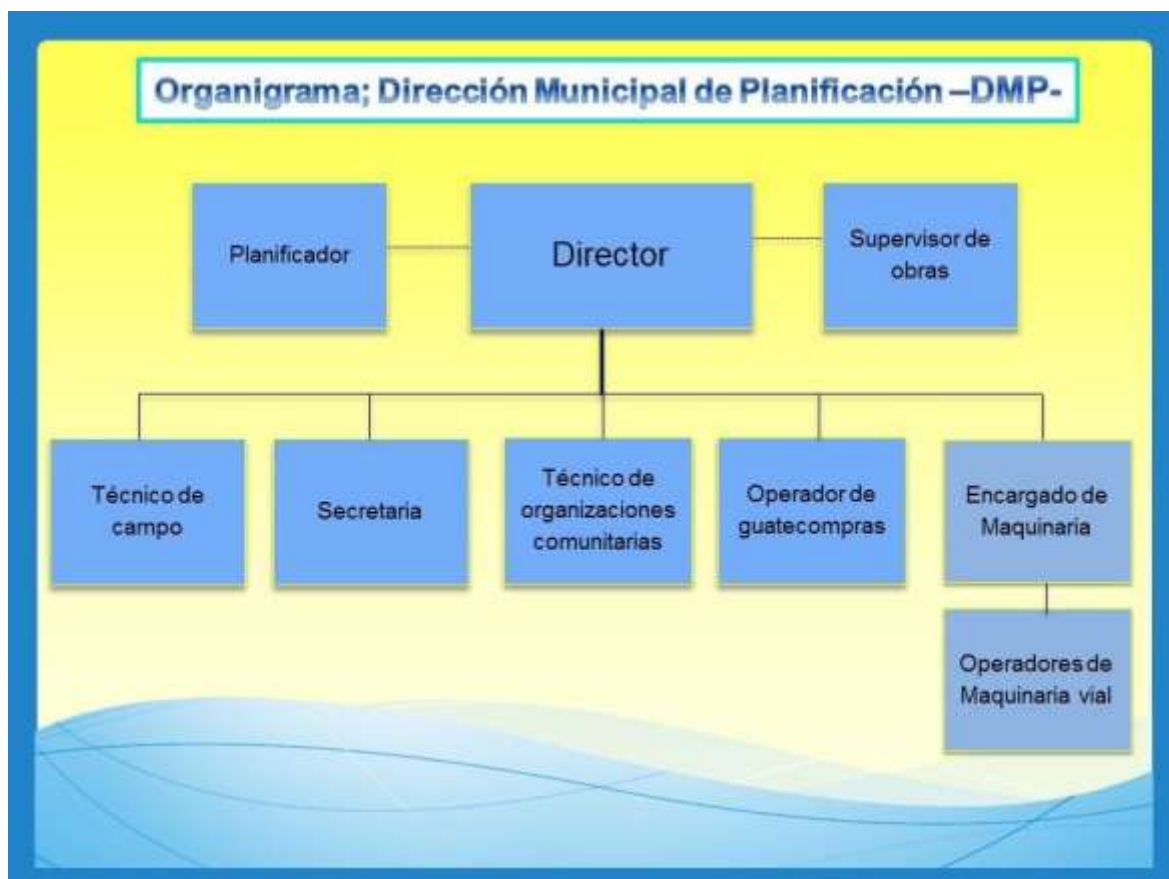 Organigrama; Dirección Municipal de Planificación –DMP-
Planificador
Director
Supervisor de
obras
Técnico de
campo
Secretaria
Técnico de
organizaciones
comunitarias
Operador de
guatecompras
Encargado de
Maquinaria
Operadores de
Maquinaria vial